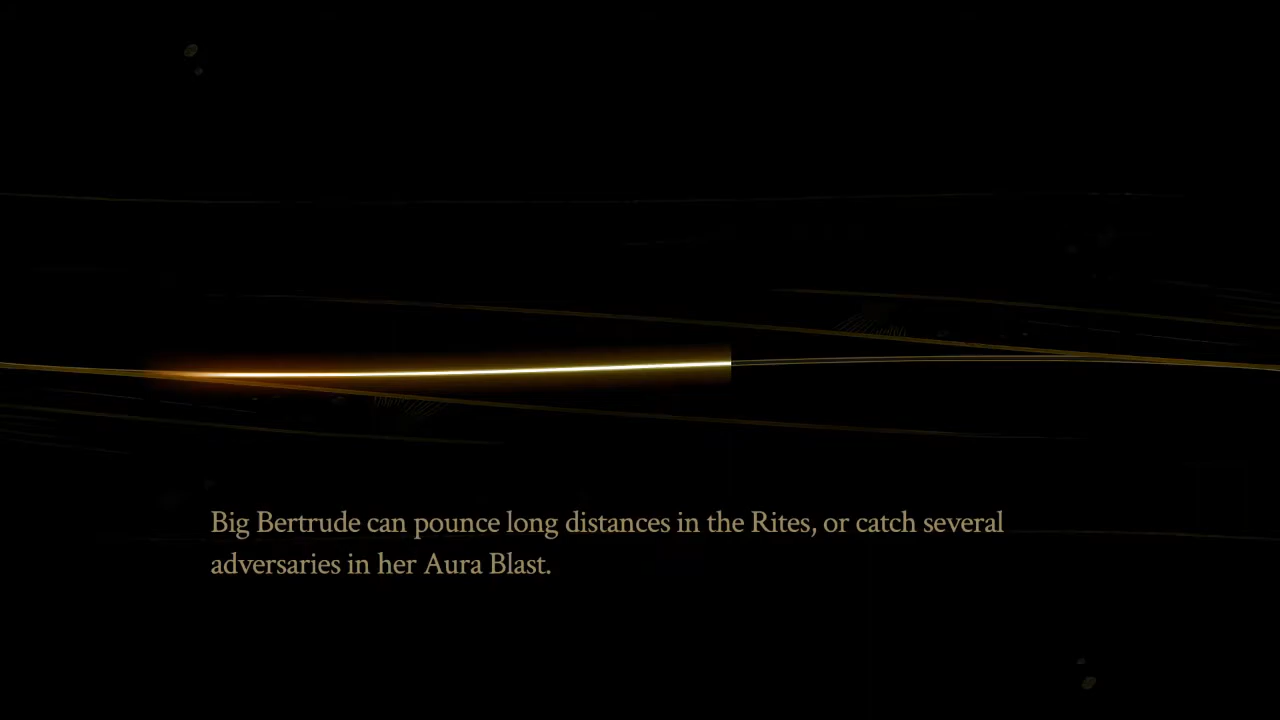 Big Bertrude can pounce long distances in the Rites, or catch several
adversaries in her Aura Blast.